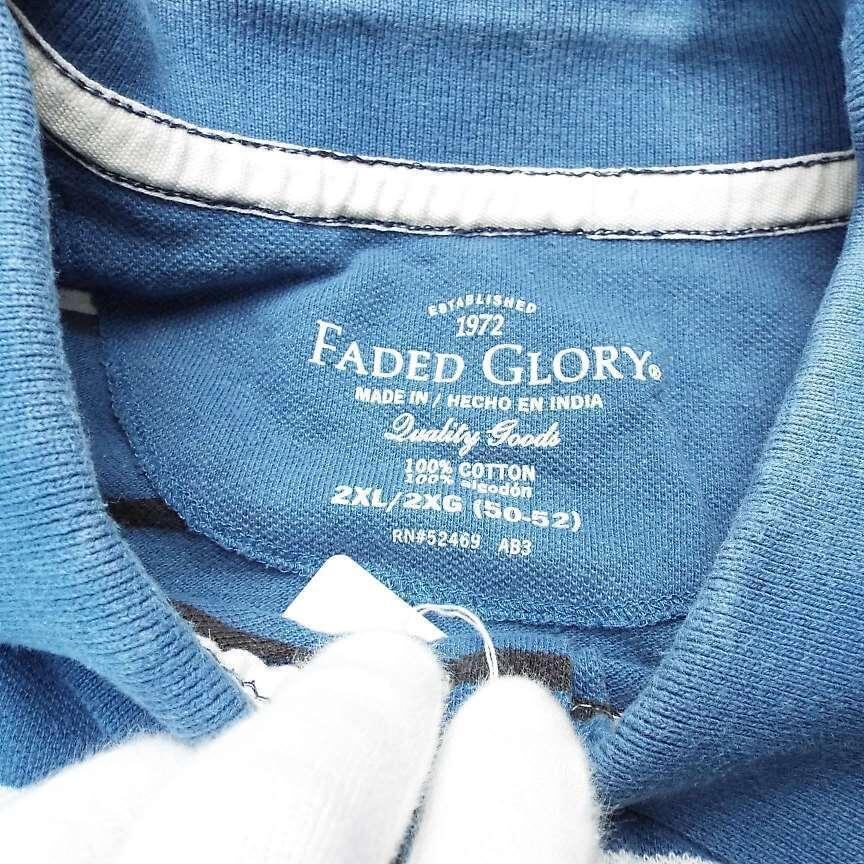 ESTABLISHED
1972
FADED GLORY®
MADE IN / HECHO EN INDIA
Quality Goods
100% COTTON
100% algodón
2XL/2XG (50-52)
RN#52469 AB3